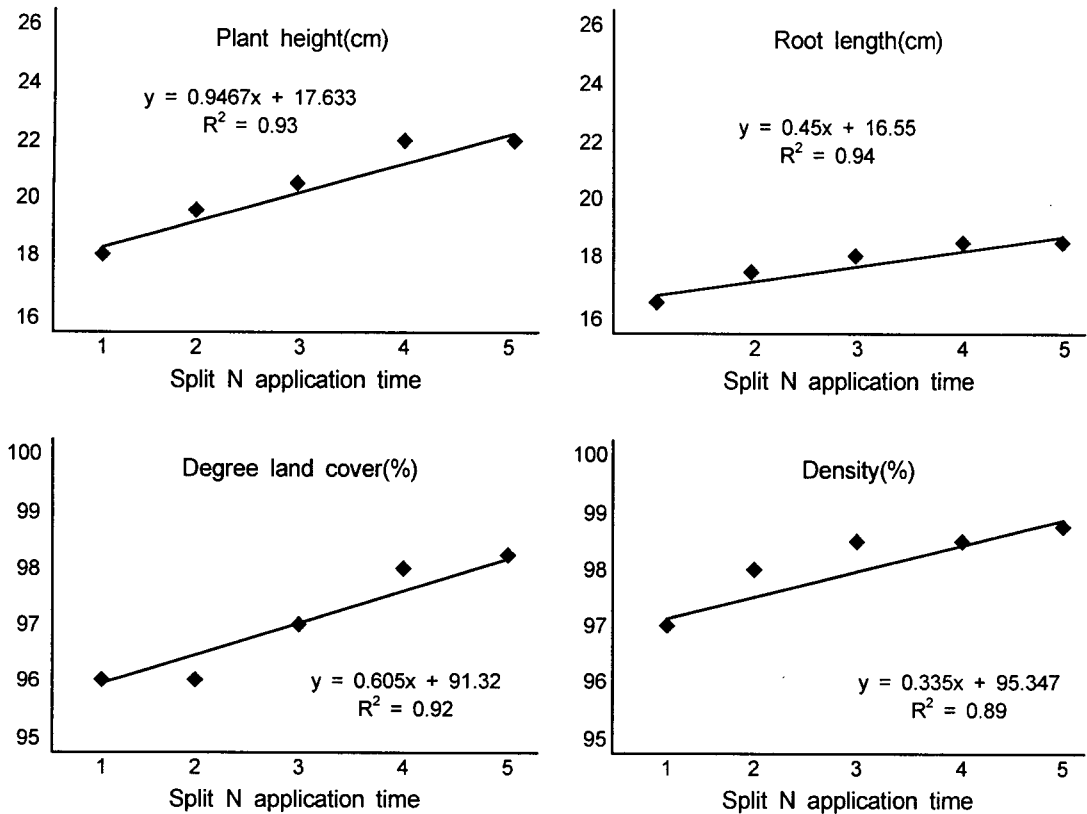 Plant height(cm)
26
24
22
20
18
16
y = 0.9467x + 17.633
R² = 0.93
1 2 3 4 5
Split N application time
Root length(cm)
26
24
22
20
18
16
y = 0.45x + 16.55
R² = 0.94
2 3 4 5
Split N application time
Degree land cover(%)
100
99
98
97
96
95
y = 0.605x + 91.32
R² = 0.92
1 2 3 4 5
Split N application time
Density(%)
100
99
98
97
96
95
y = 0.335x + 95.347
R² = 0.89
1 2 3 4 5
Split N application time